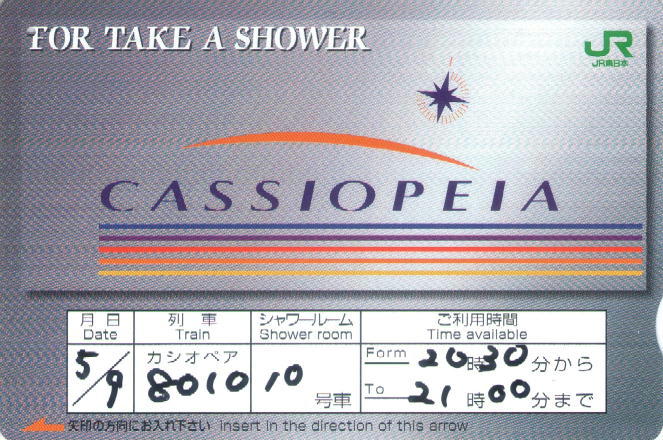 FOR TAKE A SHOWER
JR
JR東日本
CASSIOPEIA
月 日 列 車 シャワールーム ご利用時間
Date Train Shower room Time available
5/9 カシオペア 8010 10 号車 Form 20時30分から
To 21時00分まで
矢印の方向にお入れ下さい insert in the direction of this arrow